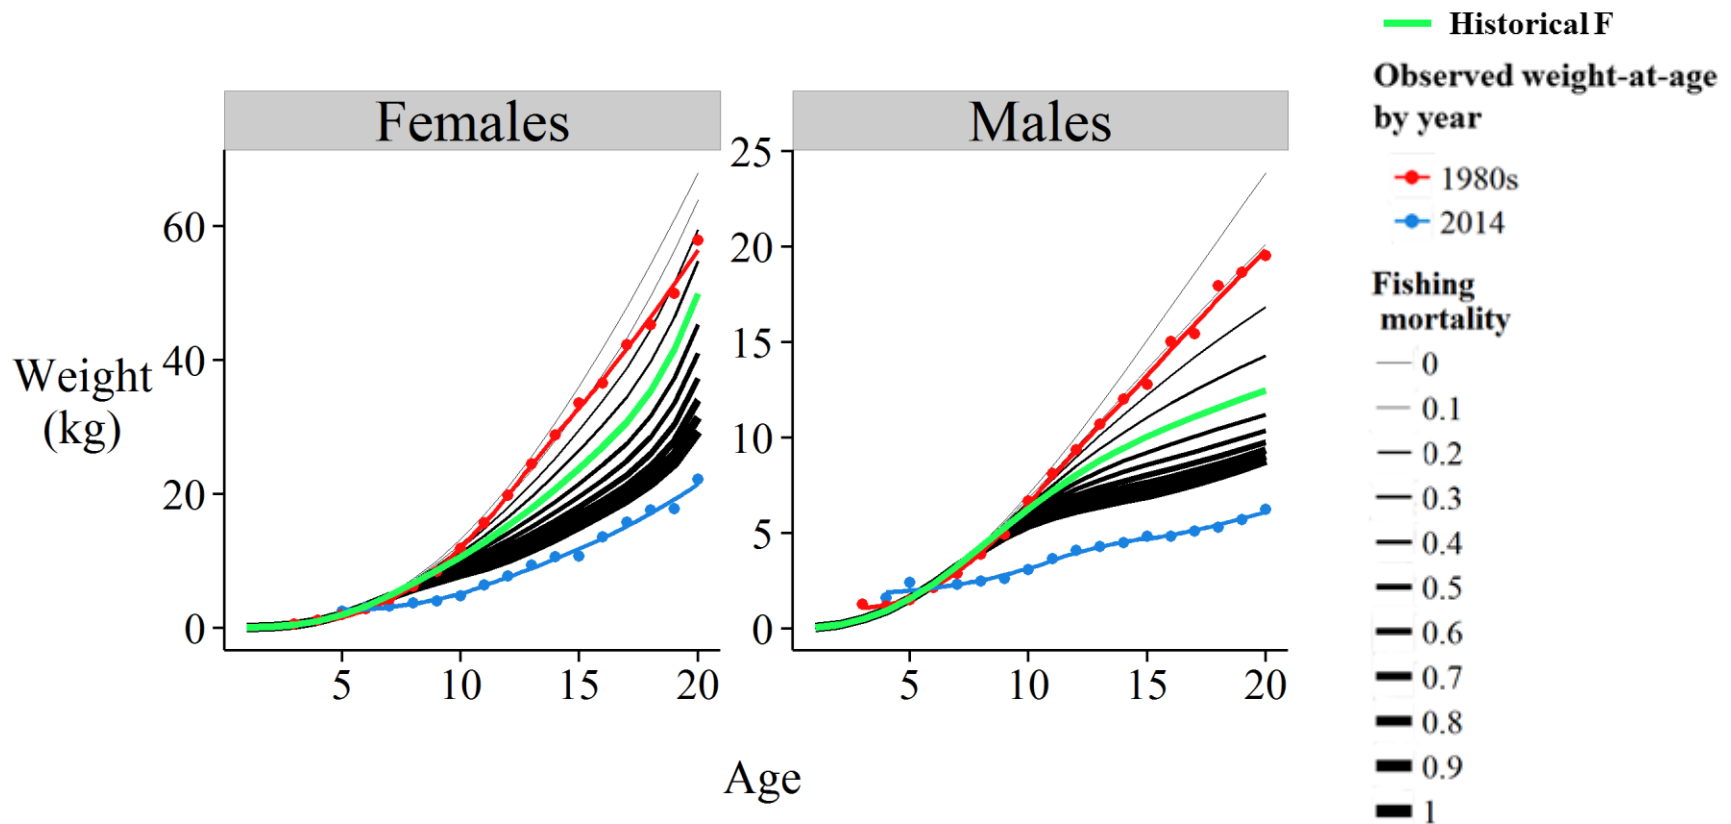 Historical F
Observed weight-at-age
by year
1980s
2014
Fishing
mortality
0
0.1
0.2
0.3
0.4
0.5
0.6
0.7
0.8
0.9
1
Females
Males
Weight
(kg)
60
40
20
0
5
10
15
20
25
20
15
10
5
0
5
10
15
20
Age